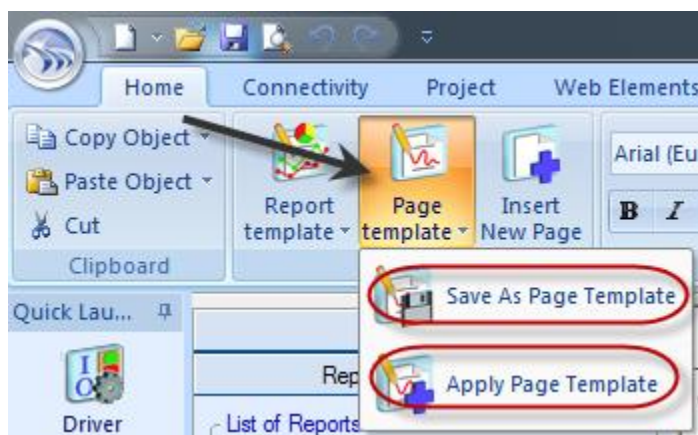 Home Connectivity Project Web Elements
Copy Object
Paste Object
Cut
Clipboard
Report template
Page template
Insert New Page
Arial (Eu
B I
Save As Page Template
Apply Page Template
Quick Lau...
Driver
Rep
List of Reports